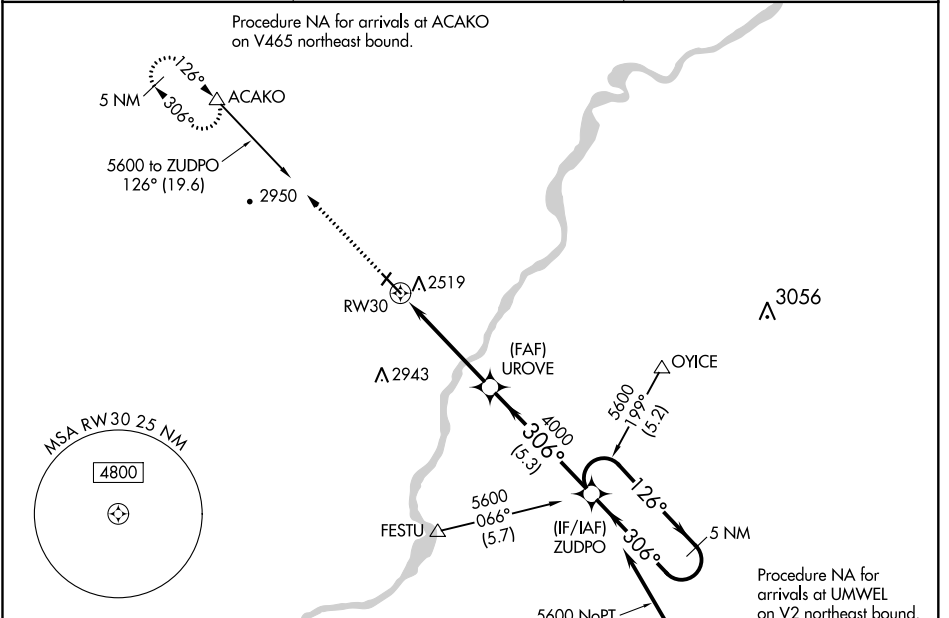 Procedure NA for arrivals at ACAKO
on V465 northeast bound.
126°
5 NM
306°
ACAKO
5600 to ZUDPO
126° (19.6)
2950
2519
RW30
3056
(FAF)
UROVE
OYICE
2943
5600
199°
(5.2)
4000
306°
(5.3)
MSA RW30 25 NM
4800
126°
5600
066°
(5.7)
FESTU
(IF/IAF)
ZUDPO
306°
5 NM
Procedure NA for
arrivals at UMWEL
on V2 northeast bound.
5600 NoPT